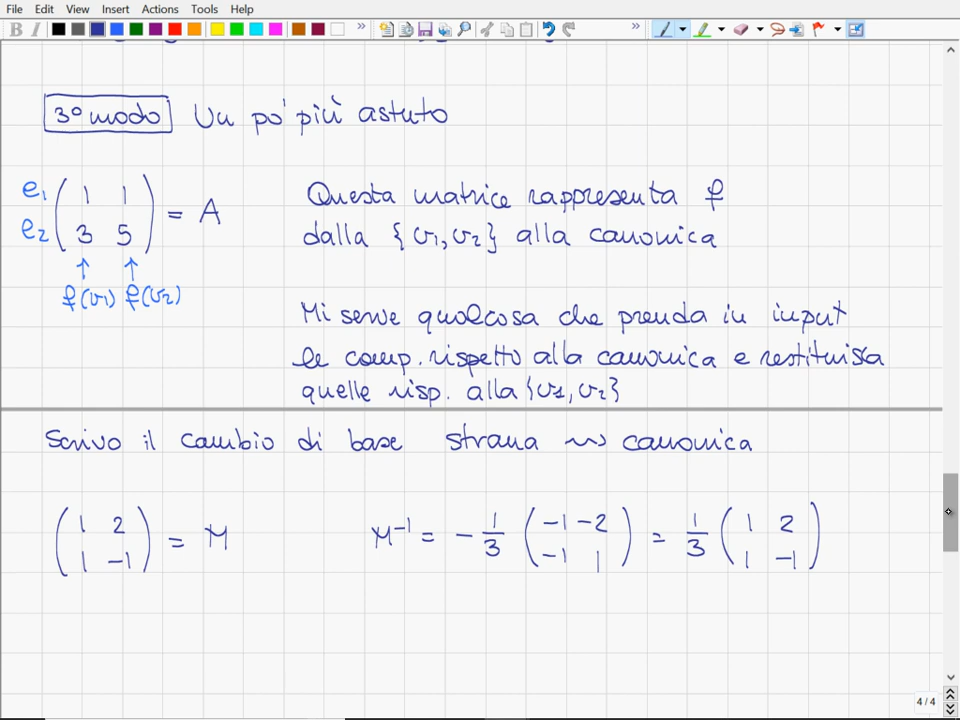 File Edit View Insert Actions Tools Help
B I
3° modo Un po' più astuto
e1 ( 1 1
e2 3 5 ) = A
↑ ↑
f(v1) f(v2)
Questa matrice rappresenta f
dalla {v1, v2} alla canonica
Mi serve qualcosa che prenda in input
le comp. rispetto alla canonica e restituisca
quelle risp. alla {v1, v2}
Scrivo il cambio di base strana ⇝ canonica
( 1 2
1 -1 ) = M
M⁻¹ = - 1/3 ( -1 -2
-1 1 ) = 1/3 ( 1 2
1 -1 )
4 / 4